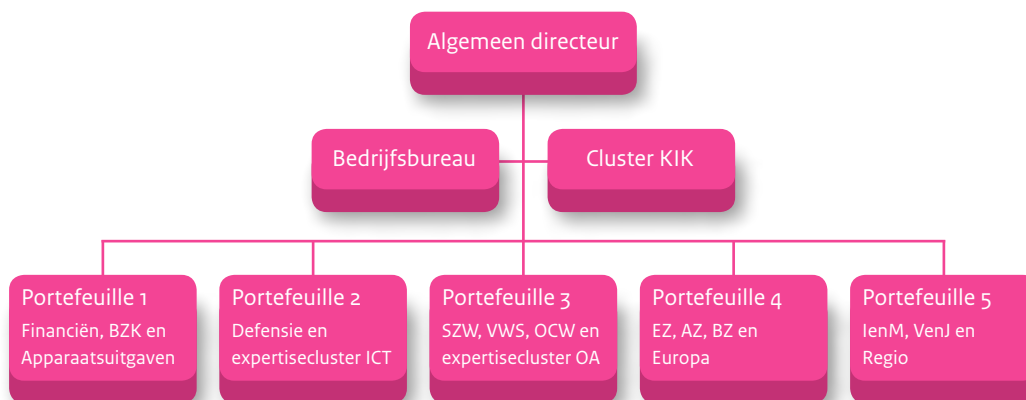 Algemeen directeur
Bedrijfsbureau
Cluster KIK
Portefeuille 1
Financiën, BZK en
Apparaatsuitgaven
Portefeuille 2
Defensie en
expertisecluster ICT
Portefeuille 3
SZW, VWS, OCW en
expertisecluster OA
Portefeuille 4
EZ, AZ, BZ en
Europa
Portefeuille 5
IenM, VenJ en
Regio